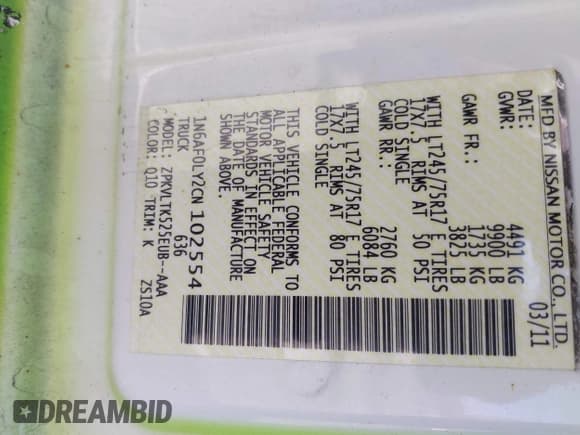 MFD BY NISSAN MOTOR CO., LTD.
03/11
GVWR: 4491 KG
9900 LB
GAWR FR: 1735 KG
3825 LB
WITH LT245/75R17 E TIRES
17X7.5 RIMS AT 50 PSI
COLD SINGLE
GAWR RR: 2760 KG
6084 LB
WITH LT245/75R17 E TIRES
17X7.5 RIMS AT 80 PSI
COLD SINGLE
THIS VEHICLE CONFORMS TO
ALL APPLICABLE FEDERAL
MOTOR VEHICLE SAFETY
STANDARDS IN EFFECT ON
THE DATE OF MANUFACTURE
SHOWN ABOVE.
1N6AF0LY2CN 102554
TRUCK 636
MODEL: ZPKVLTK525EUB--AAA
COLOR: Q10 TRIM: K ZS10A
DREAMBID